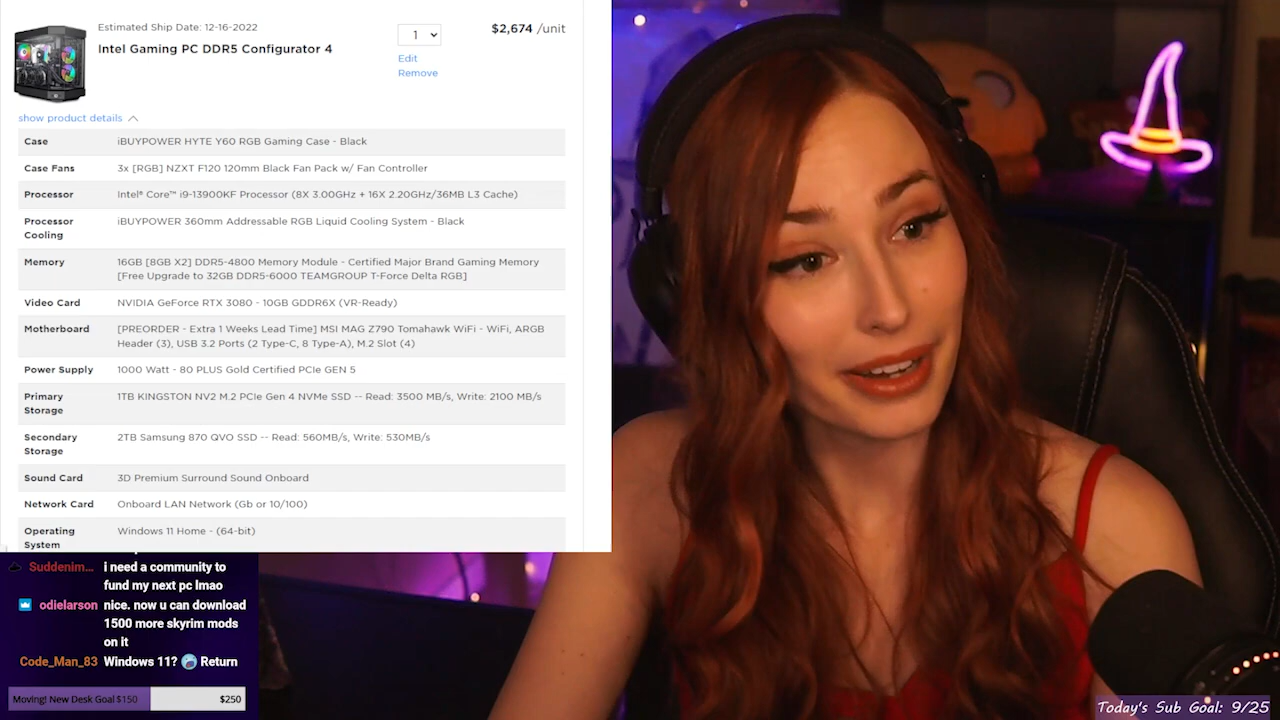 Estimated Ship Date: 12-16-2022
Intel Gaming PC DDR5 Configurator 4
1
$2,674 /unit
Edit
Remove
show product details
Case iBUYPOWER HYTE Y60 RGB Gaming Case - Black
Case Fans 3x [RGB] NZXT F120 120mm Black Fan Pack w/ Fan Controller
Processor Intel® Core™ i9-13900KF Processor (8X 3.00GHz + 16X 2.20GHz/36MB L3 Cache)
Processor iBUYPOWER 360mm Addressable RGB Liquid Cooling System - Black
Cooling
Memory 16GB [8GB X2] DDR5-4800 Memory Module - Certified Major Brand Gaming Memory
[Free Upgrade to 32GB DDR5-6000 TEAMGROUP T-Force Delta RGB]
Video Card NVIDIA GeForce RTX 3080 - 10GB GDDR6X (VR-Ready)
Motherboard [PREORDER - Extra 1 Weeks Lead Time] MSI MAG Z790 Tomahawk WiFi - WiFi, ARGB
Header (3), USB 3.2 Ports (2 Type-C, 8 Type-A), M.2 Slot (4)
Power Supply 1000 Watt - 80 PLUS Gold Certified PCIe GEN 5
Primary 1TB KINGSTON NV2 M.2 PCIe Gen 4 NVMe SSD -- Read: 3500 MB/s, Write: 2100 MB/s
Storage
Secondary 2TB Samsung 870 QVO SSD -- Read: 560MB/s, Write: 530MB/s
Storage
Sound Card 3D Premium Surround Sound Onboard
Network Card Onboard LAN Network (Gb or 10/100)
Operating Windows 11 Home - (64-bit)
System
Suddenim... i need a community to
fund my next pc lmao
odielarson nice. now u can download
1500 more skyrim mods
on it
Code_Man_83 Windows 11? Return
Moving! New Desk Goal $150 $250
Today's Sub Goal: 9/25